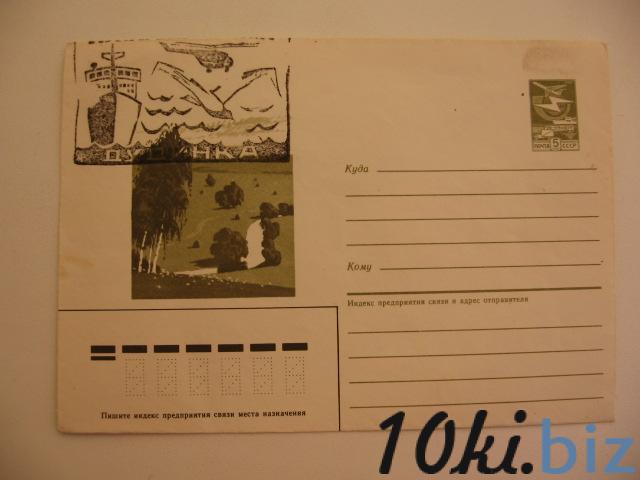 ПОЧТА 5 СССР
Куда
Кому
Индекс предприятия связи и адрес отправителя
Пишите индекс предприятия связи места назначения
10ki.biz